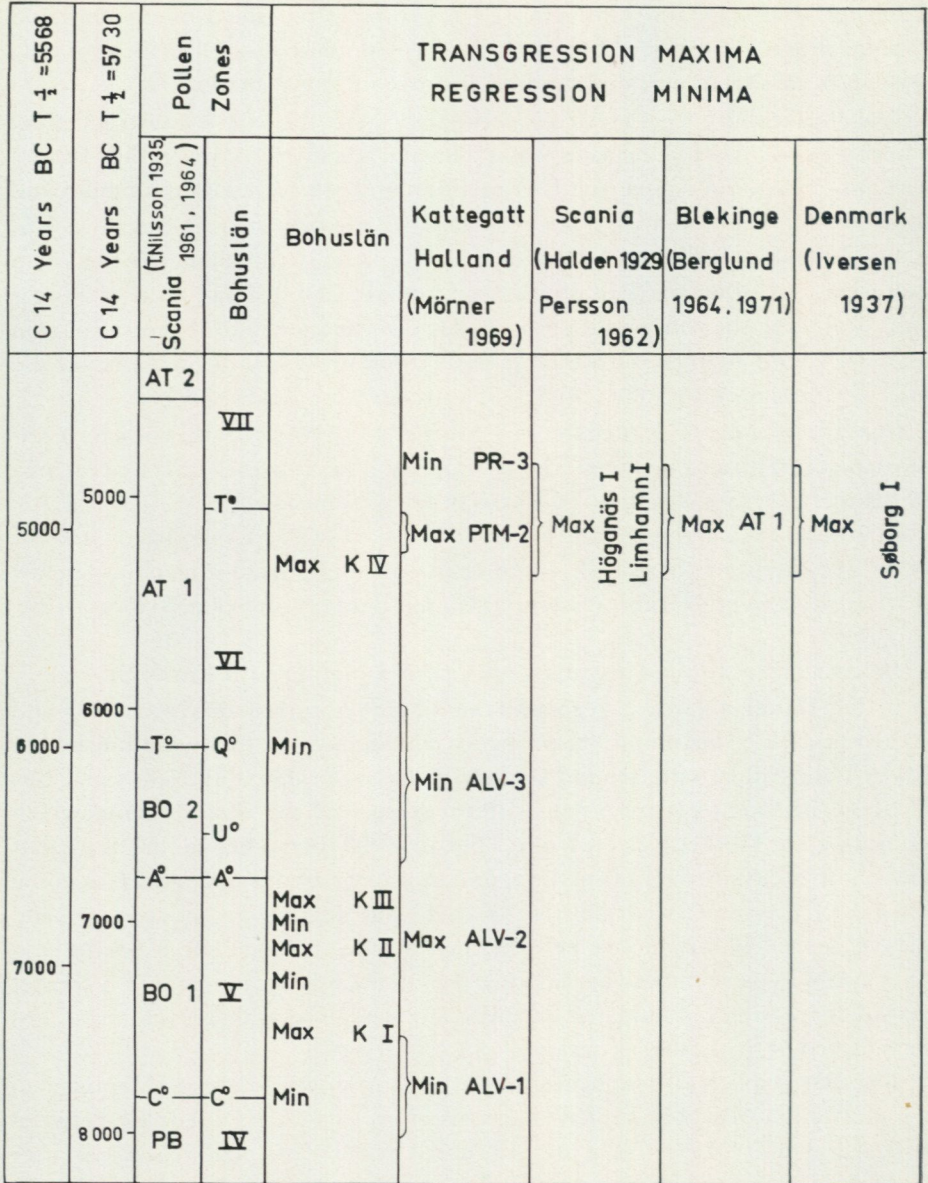 C 14 Years BC T ½ =5568
C 14 Years BC T ½ =5730
Pollen Zones
Scania (T.Nilsson 1935, 1961, 1964)
Bohuslän
TRANSGRESSION MAXIMA
REGRESSION MINIMA
Bohuslän
Kattegatt
Halland
(Mörner
1969)
Scania
(Halden 1929
Persson
1962)
Blekinge
(Berglund
1964, 1971)
Denmark
(Iversen
1937)
AT 2
VII
Min PR-3
5000
T°
5000
Max PTM-2
Max
Höganäs I
Limhamn I
Max AT 1
Max
Søborg I
Max K IV
AT 1
VI
6000
6000
T°
Q°
Min
Min ALV-3
BO 2
U°
A°
A°
Max K III
7000
Min
Max ALV-2
Max K II
7000
Min
BO 1
V
Max K I
Min ALV-1
C°
C°
Min
8000
PB
IV